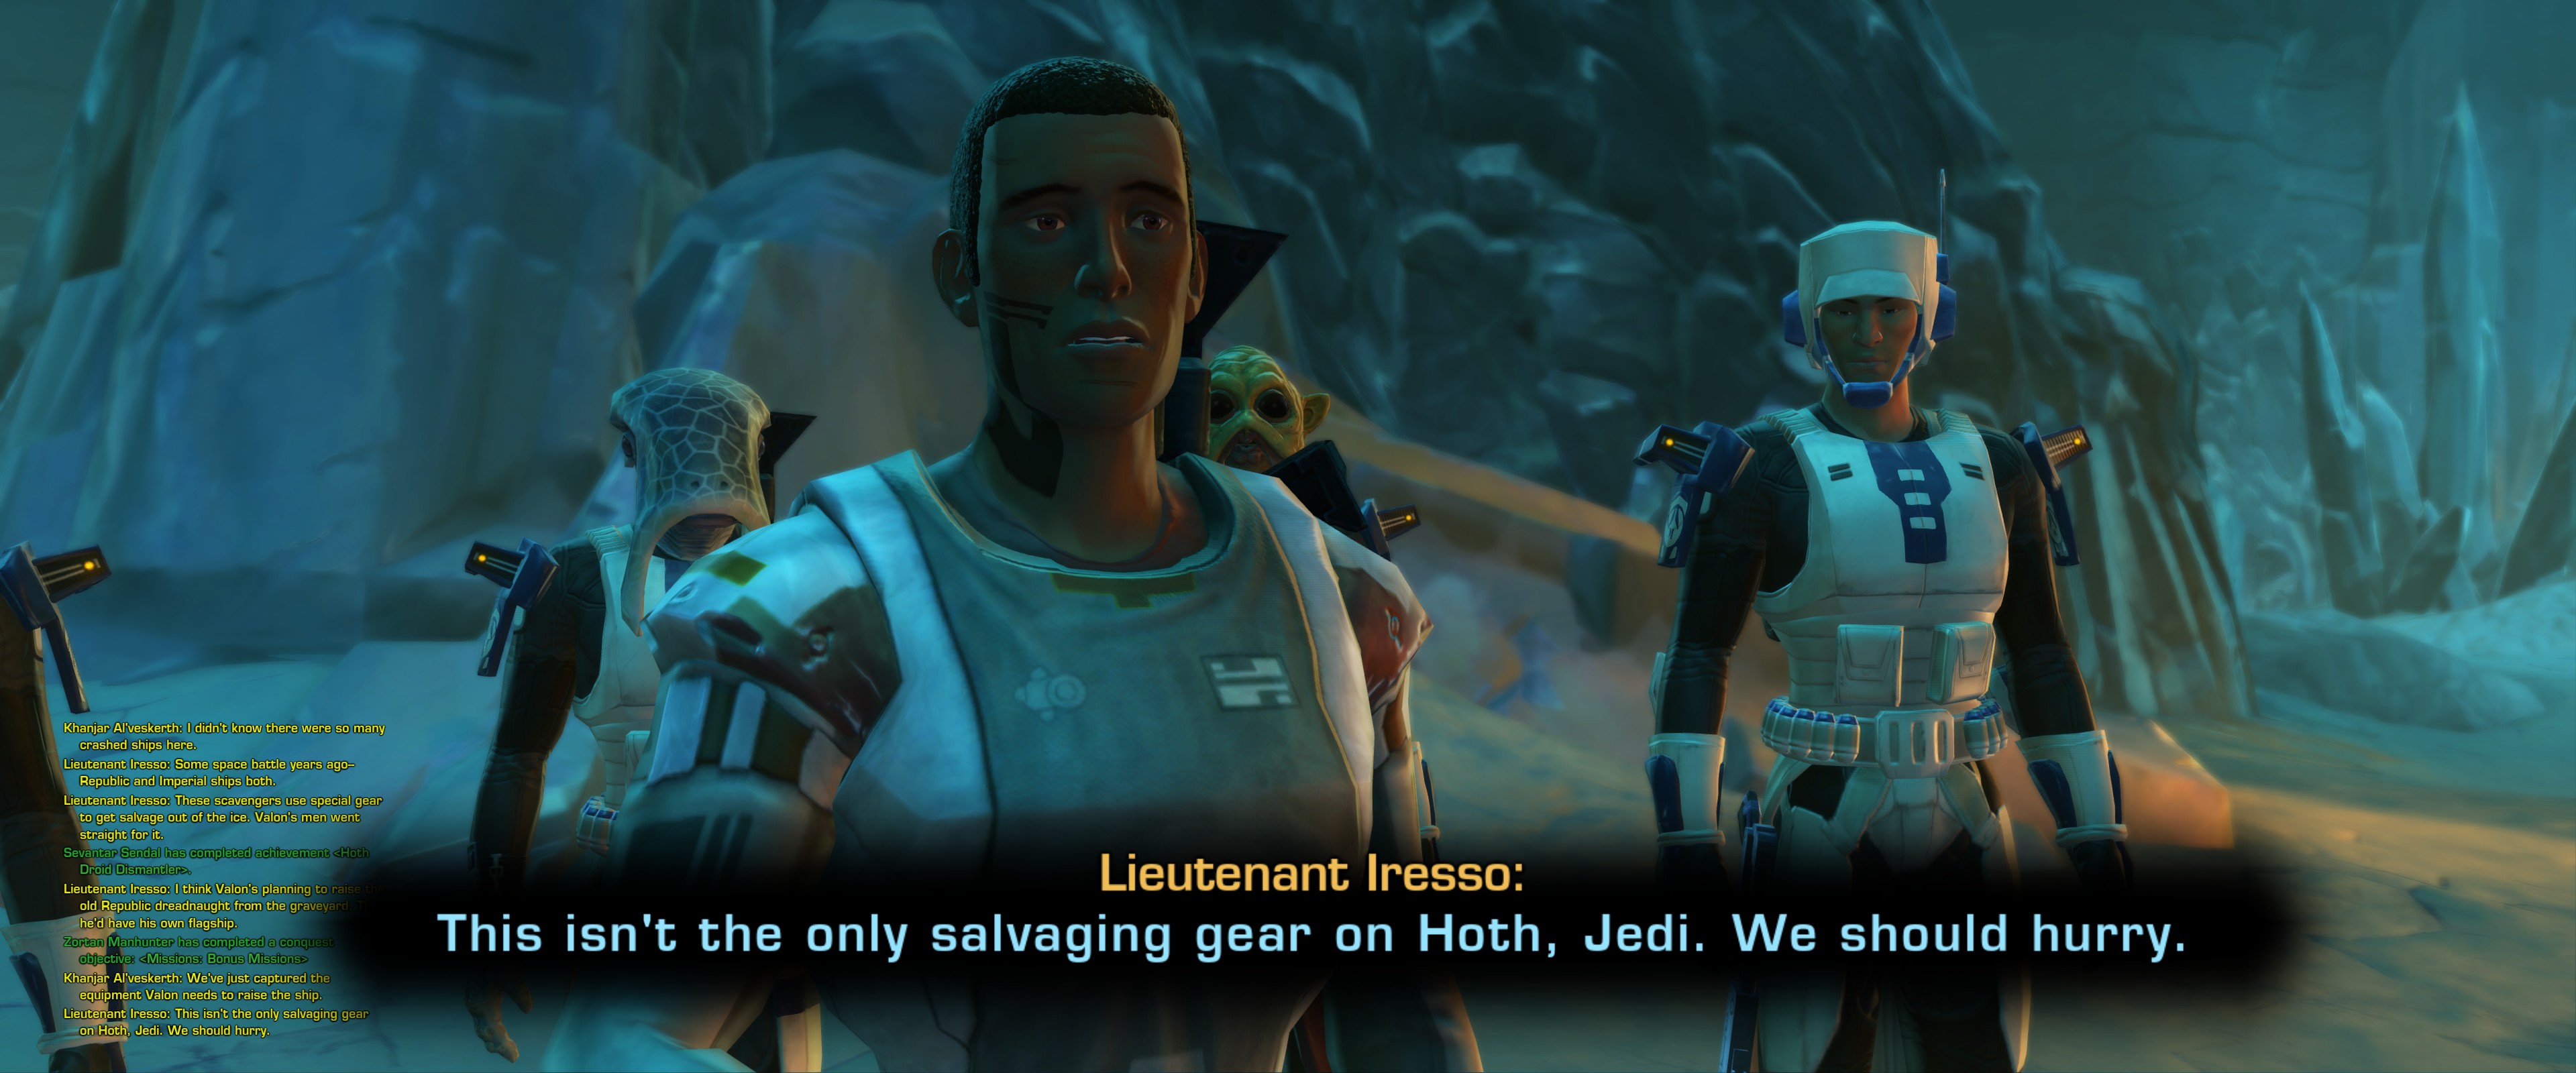 Khanjar Al'veskerth: I didn't know there were so many
crashed ships here.
Lieutenant Iresso: Some space battle years ago–
Republic and Imperial ships both.
Lieutenant Iresso: These scavengers use special gear
to get salvage out of the ice. Valon's men went
straight for it.
Sevantar Sendal has completed achievement <Hoth
Droid Dismantler>.
Lieutenant Iresso: I think Valon's planning to raise the
old Republic dreadnaught from the graveyard.
he'd have his own flagship.
Zortan Manhunter has completed a conquest
objective: <Missions: Bonus Missions>
Khanjar Al'veskerth: We've just captured the
equipment Valon needs to raise the ship.
Lieutenant Iresso: This isn't the only salvaging gear
on Hoth, Jedi. We should hurry.
Lieutenant Iresso:
This isn't the only salvaging gear on Hoth, Jedi. We should hurry.